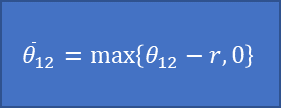 θ̄₁₂ = max{θ₁₂ − r, 0}